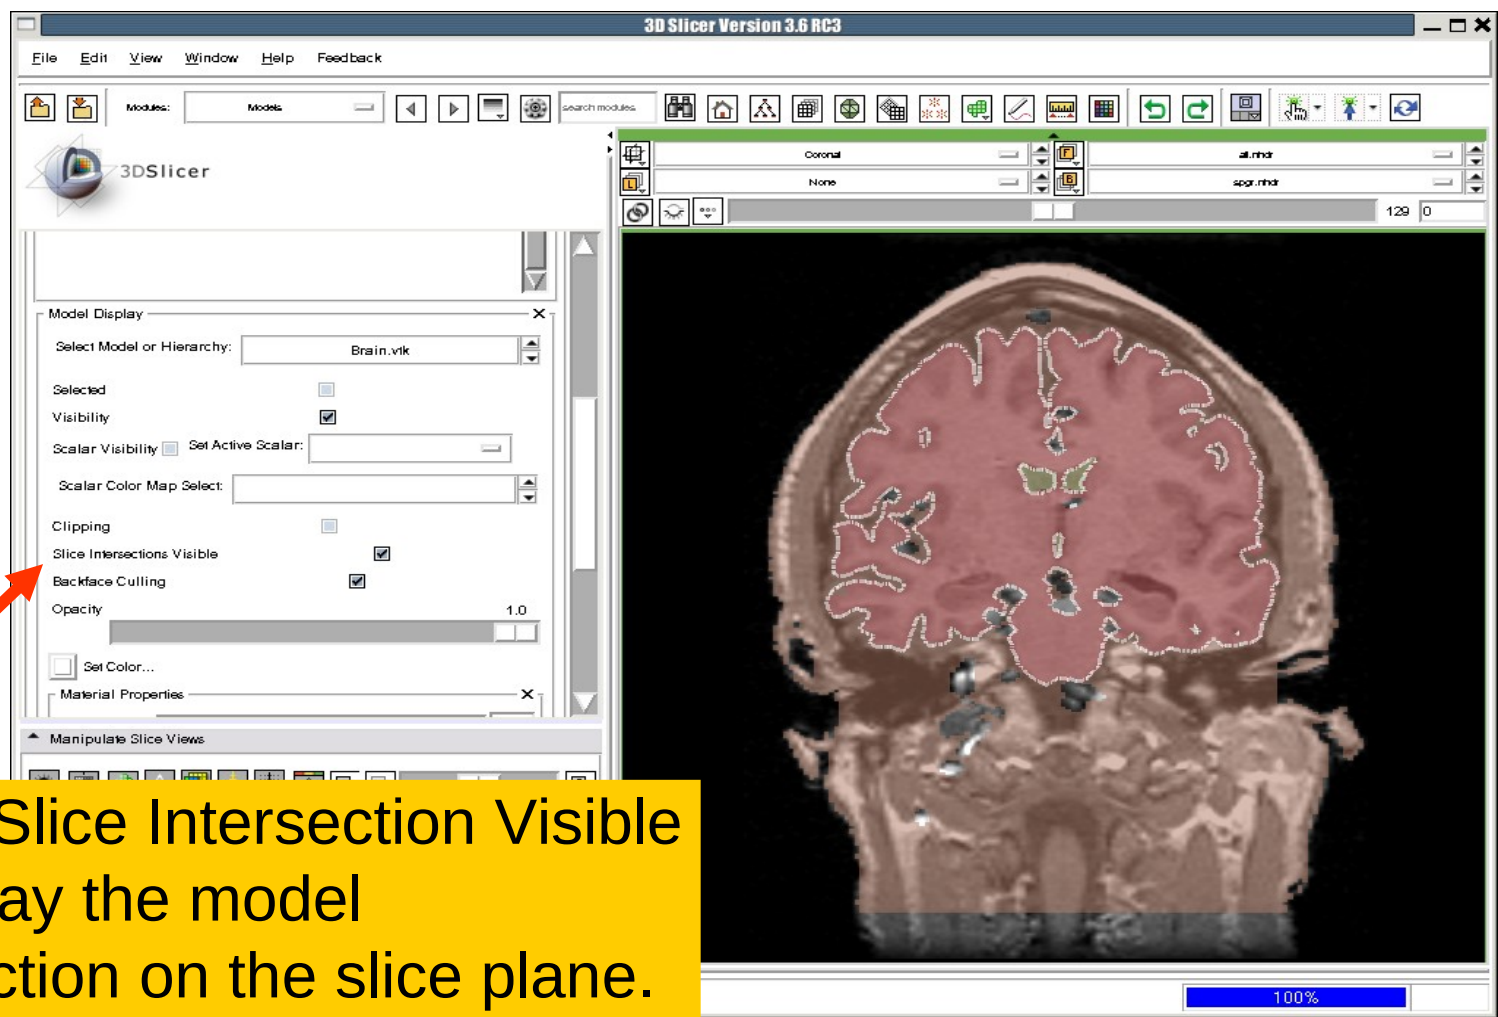 3D Slicer Version 3.6 RC3
File Edit View Window Help Feedback
Modules: Models search modules
3DSlicer
Coronal all.nhdr
None spgr.nhdr
129 0
Model Display
Select Model or Hierarchy: Brain.vtk
Selected
Visibility
Scalar Visibility Set Active Scalar:
Scalar Color Map Select:
Clipping
Slice Intersections Visible
Backface Culling
Opacity 1.0
Set Color...
Material Properties
Manipulate Slice Views
Slice Intersection Visible
ay the model
ction on the slice plane.
100%